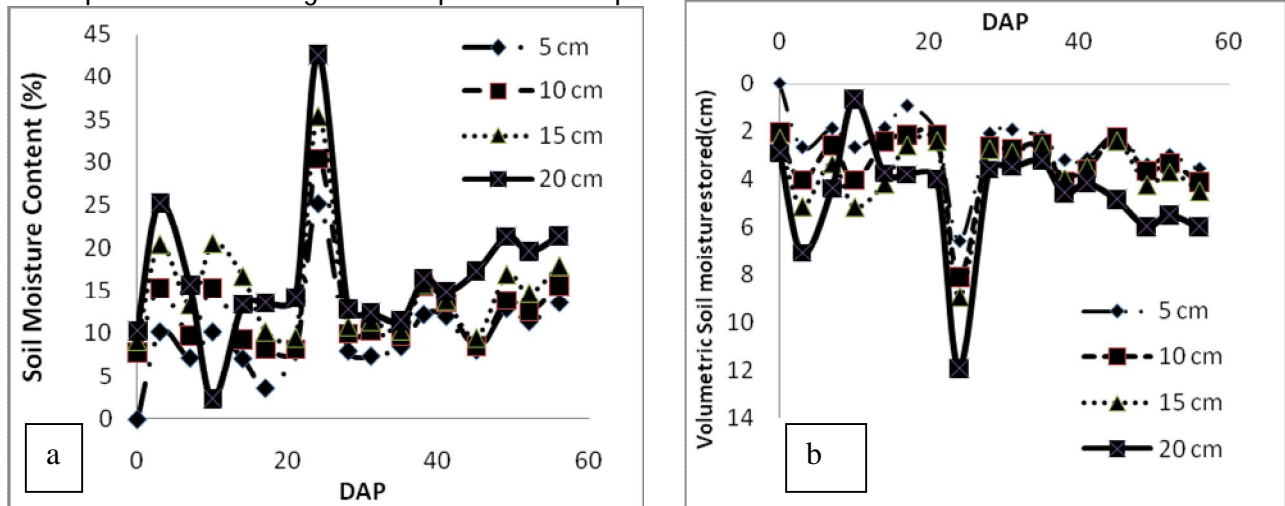 45
40
35
30
25
20
15
10
5
0
Soil Moisture Content (%)
5 cm
10 cm
15 cm
20 cm
0 20 40 60
DAP
a
DAP
0 20 40 60
0
2
4
6
8
10
12
14
Volumetric Soil moisturestored(cm)
5 cm
10 cm
15 cm
20 cm
b